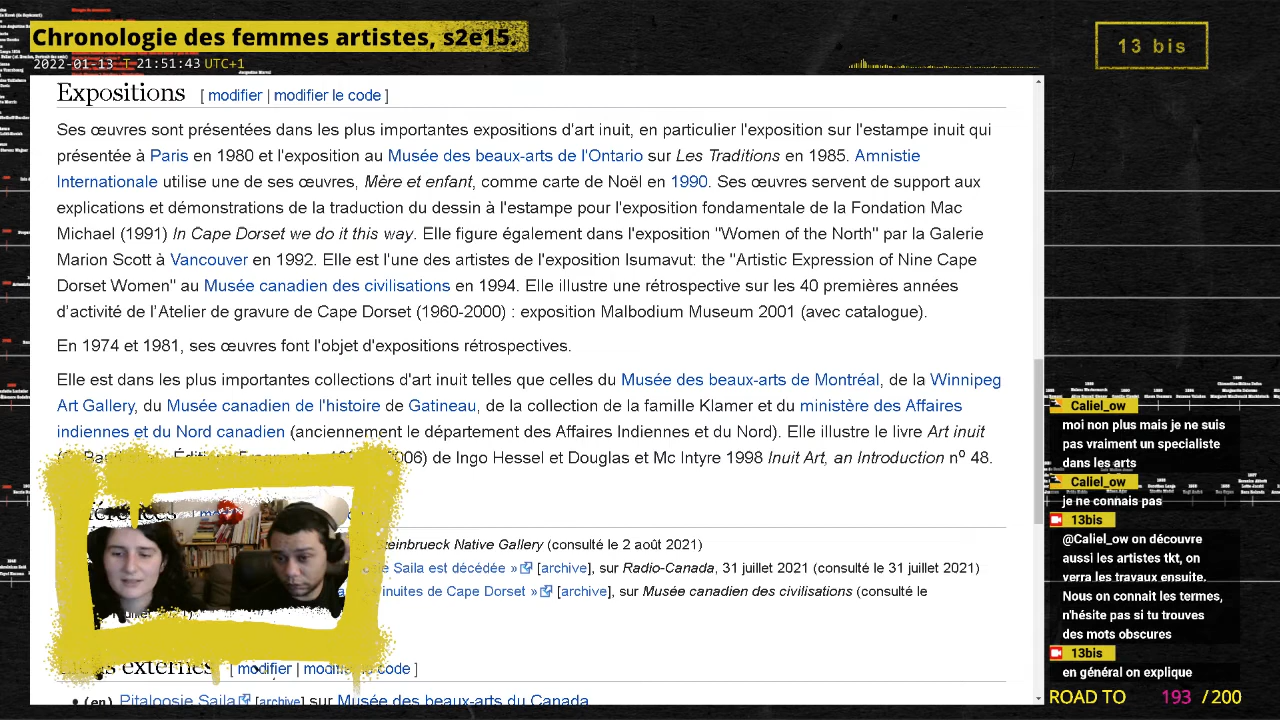 Chronologie des femmes artistes, s2e15.
2022-01-13 T 21:51:43 UTC+1
13 bis
Expositions [ modifier | modifier le code ]
Ses œuvres sont présentées dans les plus importantes expositions d'art inuit, en particulier l'exposition sur l'estampe inuit qui
présentée à Paris en 1980 et l'exposition au Musée des beaux-arts de l'Ontario sur Les Traditions en 1985. Amnistie
Internationale utilise une de ses œuvres, Mère et enfant, comme carte de Noël en 1990. Ses œuvres servent de support aux
explications et démonstrations de la traduction du dessin à l'estampe pour l'exposition fondamentale de la Fondation Mac
Michael (1991) In Cape Dorset we do it this way. Elle figure également dans l'exposition "Women of the North" par la Galerie
Marion Scott à Vancouver en 1992. Elle est l'une des artistes de l'exposition Isumavut: the "Artistic Expression of Nine Cape
Dorset Women" au Musée canadien des civilisations en 1994. Elle illustre une rétrospective sur les 40 premières années
d'activité de l'Atelier de gravure de Cape Dorset (1960-2000) : exposition Malbodium Museum 2001 (avec catalogue).
En 1974 et 1981, ses œuvres font l'objet d'expositions rétrospectives.
Elle est dans les plus importantes collections d'art inuit telles que celles du Musée des beaux-arts de Montréal, de la Winnipeg
Art Gallery, du Musée canadien de l'histoire de Gatineau, de la collection de la famille Klamer et du ministère des Affaires
indiennes et du Nord canadien (anciennement le département des Affaires Indiennes et du Nord). Elle illustre le livre Art inuit
006) de Ingo Hessel et Douglas et Mc Intyre 1998 Inuit Art, an Introduction nº 48.
einbrueck Native Gallery (consulté le 2 août 2021)
Saila est décédée » [archive], sur Radio-Canada, 31 juillet 2021 (consulté le 31 juillet 2021)
inuites de Cape Dorset » [archive], sur Musée canadien des civilisations (consulté le
externes [ modifier | modifier le code ]
• (en) Pitaloosie Saila [archive] sur Musée des beaux-arts du Canada
Caliel_ow
moi non plus mais je ne suis
pas vraiment un specialiste
dans les arts
Caliel_ow
je ne connais pas
13bis
@Caliel_ow on découvre
aussi les artistes tkt, on
verra les travaux ensuite.
Nous on connait les termes,
n'hésite pas si tu trouves
des mots obscures
13bis
en général on explique
ROAD TO 193 / 200